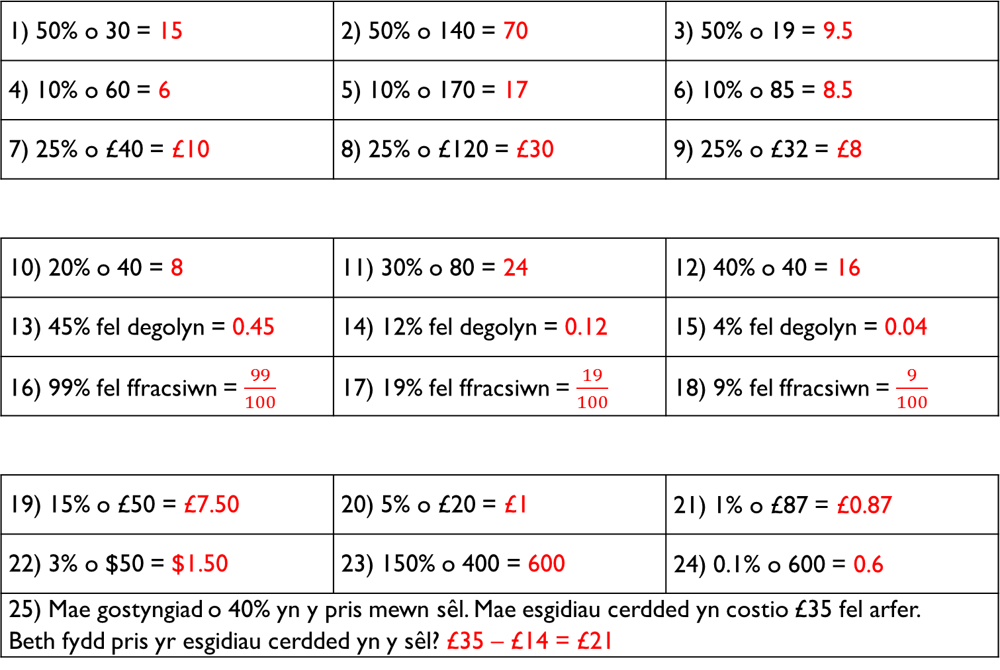 1) 50% o 30 = 15
2) 50% o 140 = 70
3) 50% o 19 = 9.5
4) 10% o 60 = 6
5) 10% o 170 = 17
6) 10% o 85 = 8.5
7) 25% o £40 = £10
8) 25% o £120 = £30
9) 25% o £32 = £8
10) 20% o 40 = 8
11) 30% o 80 = 24
12) 40% o 40 = 16
13) 45% fel degolyn = 0.45
14) 12% fel degolyn = 0.12
15) 4% fel degolyn = 0.04
16) 99% fel ffracsiwn = 99/100
17) 19% fel ffracsiwn = 19/100
18) 9% fel ffracsiwn = 9/100
19) 15% o £50 = £7.50
20) 5% o £20 = £1
21) 1% o £87 = £0.87
22) 3% o $50 = $1.50
23) 150% o 400 = 600
24) 0.1% o 600 = 0.6
25) Mae gostyngiad o 40% yn y pris mewn sêl. Mae esgidiau cerdded yn costio £35 fel arfer.
Beth fydd pris yr esgidiau cerdded yn y sêl? £35 – £14 = £21